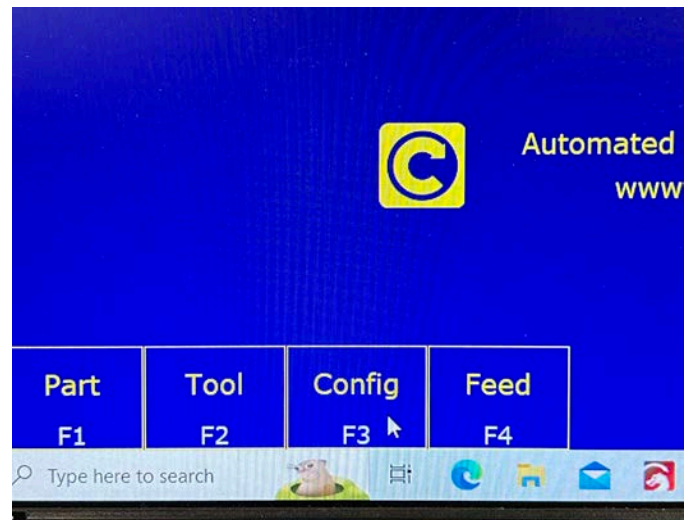 Automated
www
Part
Tool
Config
Feed
F1
F2
F3
F4
Type here to search